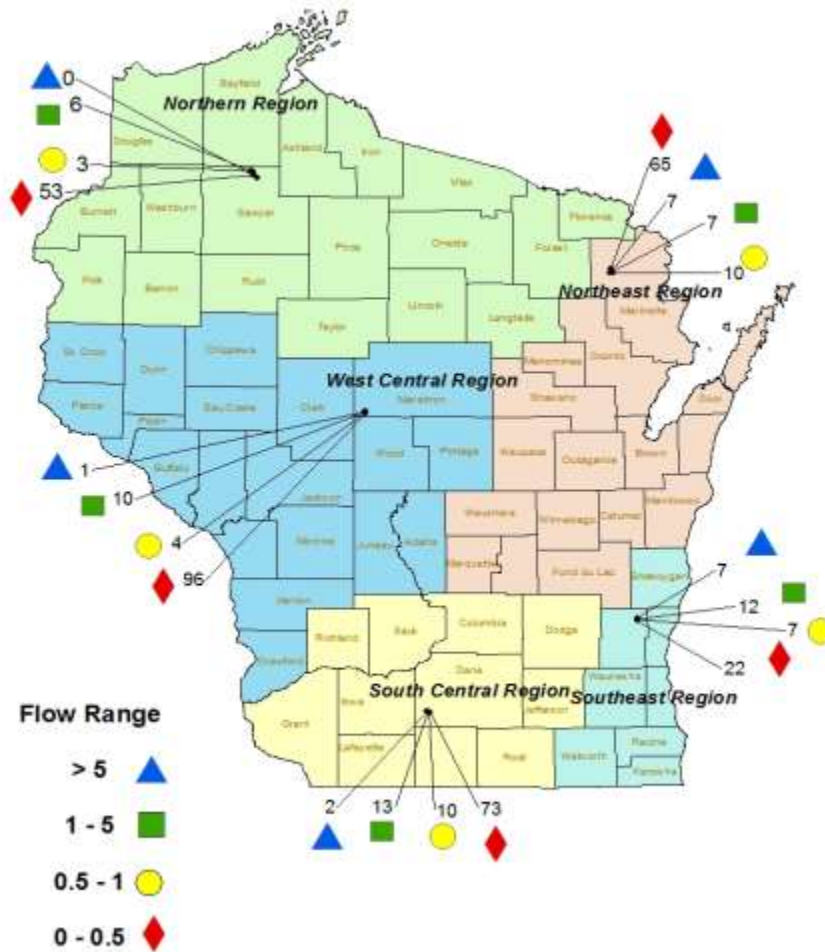 0
Bayfield
Northern Region
6
Douglas
65
3
Ashland
Iron
Vilas
53
7
Burnett
Washburn
Sawyer
Florence
7
Price
Oneida
Forest
10
Polk
Barron
Rusk
Northeast Region
Lincoln
Marinette
Taylor
Langlade
St. Croix
Dunn
Chippewa
Menominee
Oconto
West Central Region
Marathon
Shawano
Pierce
Eau Claire
Clark
Door
Pepin
Wood
Portage
Waupaca
Outagamie
Brown
1
Buffalo
10
Jackson
Waushara
Winnebago
Calumet
Manitowoc
4
Monroe
Juneau
Adams
96
Marquette
Fond du Lac
Sheboygan
7
Vernon
12
Richland
Sauk
Columbia
Dodge
7
22
Crawford
Dane
Waukesha
South Central Region
Southeast Region
Iowa
Jefferson
Flow Range
Grant
Lafayette
Rock
Walworth
Racine
Kenosha
> 5
2
13
10
73
1 - 5
0.5 - 1
0 - 0.5